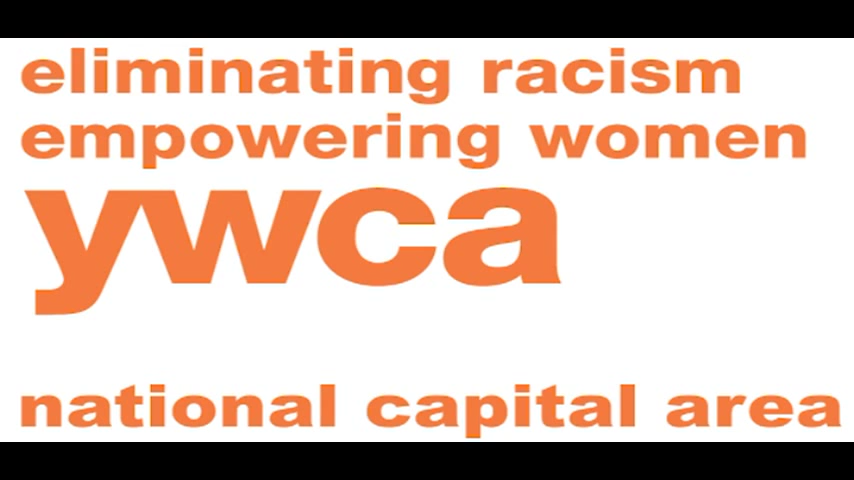 eliminating racism
empowering women
ywca
national capital area